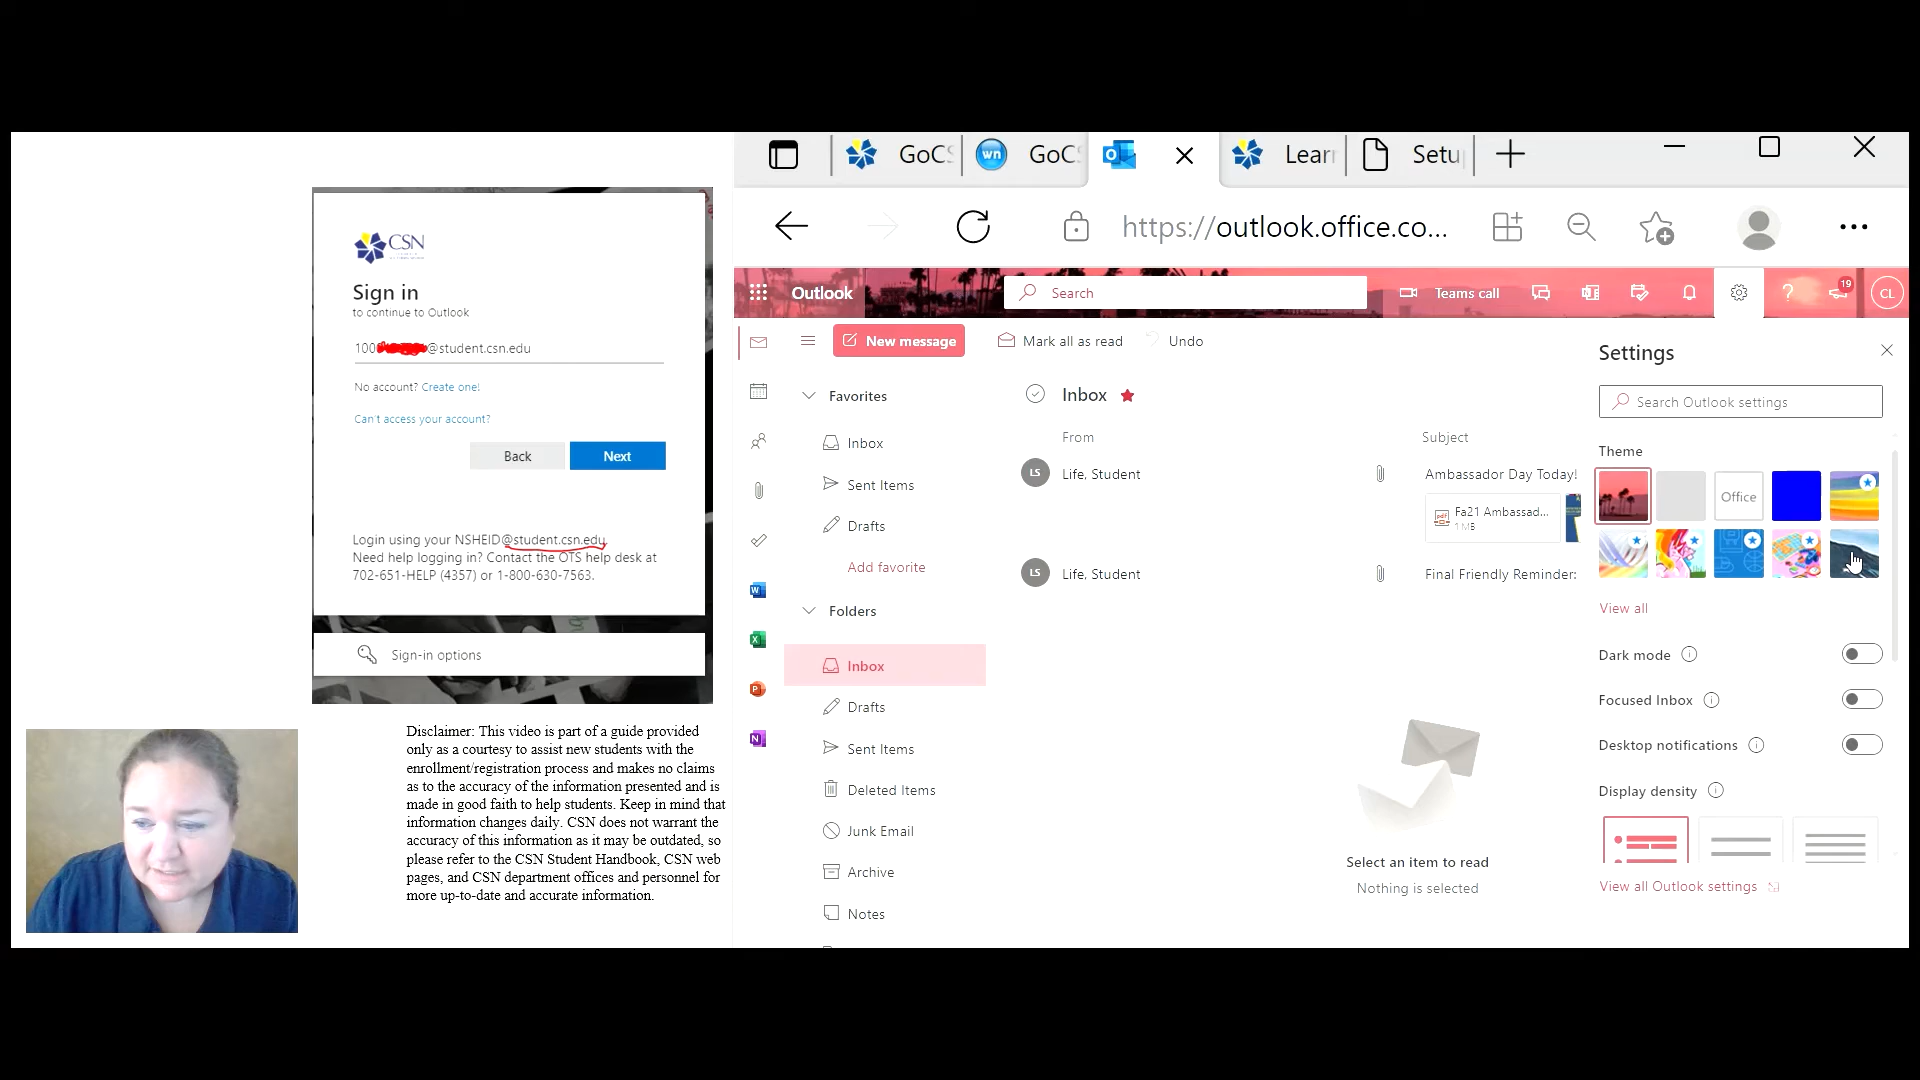 CSN
Sign in
to continue to Outlook
@student.csn.edu
No account? Create one!
Can't access your account?
Back
Next
Login using your NSHEID@student.csn.edu.
Need help logging in? Contact the OTS help desk at
702-651-HELP (4357) or 1-800-630-7563.
Sign-in options
Disclaimer: This video is part of a guide provided
only as a courtesy to assist new students with the
enrollment/registration process and makes no claims
as to the accuracy of the information presented and is
made in good faith to help students. Keep in mind that
information changes daily. CSN does not warrant the
accuracy of this information as it may be outdated, so
please refer to the CSN Student Handbook, CSN web
pages, and CSN department offices and personnel for
more up-to-date and accurate information.
GoCS
wn
GoCS
Lear
Setu
https://outlook.office.co...
Outlook
Search
Teams call
19
CL
New message
Mark all as read
Undo
Favorites
Inbox
Sent Items
Drafts
Add favorite
Folders
Inbox
Drafts
Sent Items
Deleted Items
Junk Email
Archive
Notes
Inbox
From
Subject
LS
Life, Student
Ambassador Day Today!
Fa21 Ambassad...
1 MB
LS
Life, Student
Final Friendly Reminder:
Select an item to read
Nothing is selected
Settings
Search Outlook settings
Theme
Office
View all
Dark mode
Focused Inbox
Desktop notifications
Display density
View all Outlook settings